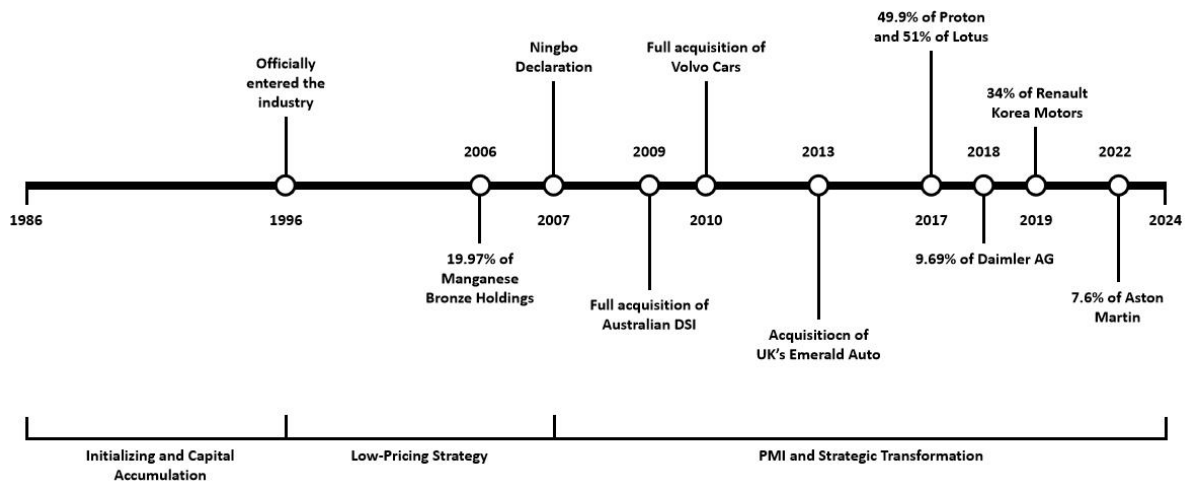 49.9% of Proton
and 51% of Lotus
Ningbo
Declaration
Full acquisition of
Volvo Cars
Officially
entered the
industry
34% of Renault
Korea Motors
2006
2009
2013
2018
2022
1986
1996
2007
2010
2017
2019
2024
19.97% of
Manganese
Bronze Holdings
9.69% of Daimler AG
Full acquisition of
Australian DSI
7.6% of Aston
Martin
Acquisitiocn of
UK's Emerald Auto
Initializing and Capital
Accumulation
Low-Pricing Strategy
PMI and Strategic Transformation